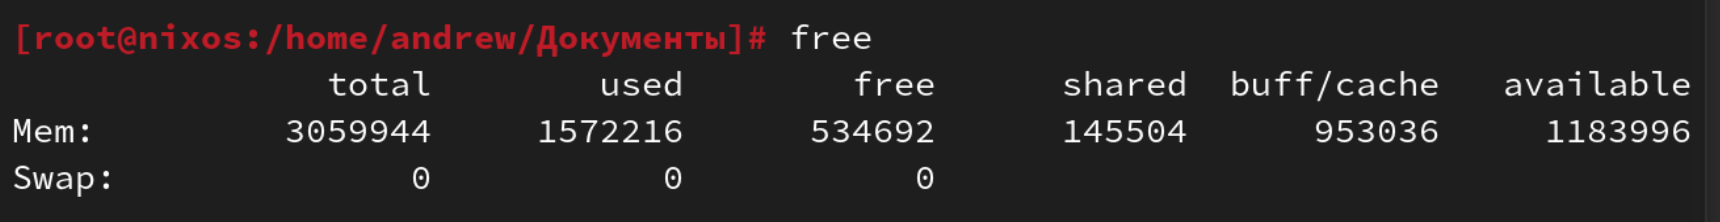 [root@nixos:/home/andrew/Документы]# free
total used free shared buff/cache available
Mem: 3059944 1572216 534692 145504 953036 1183996
Swap: 0 0 0